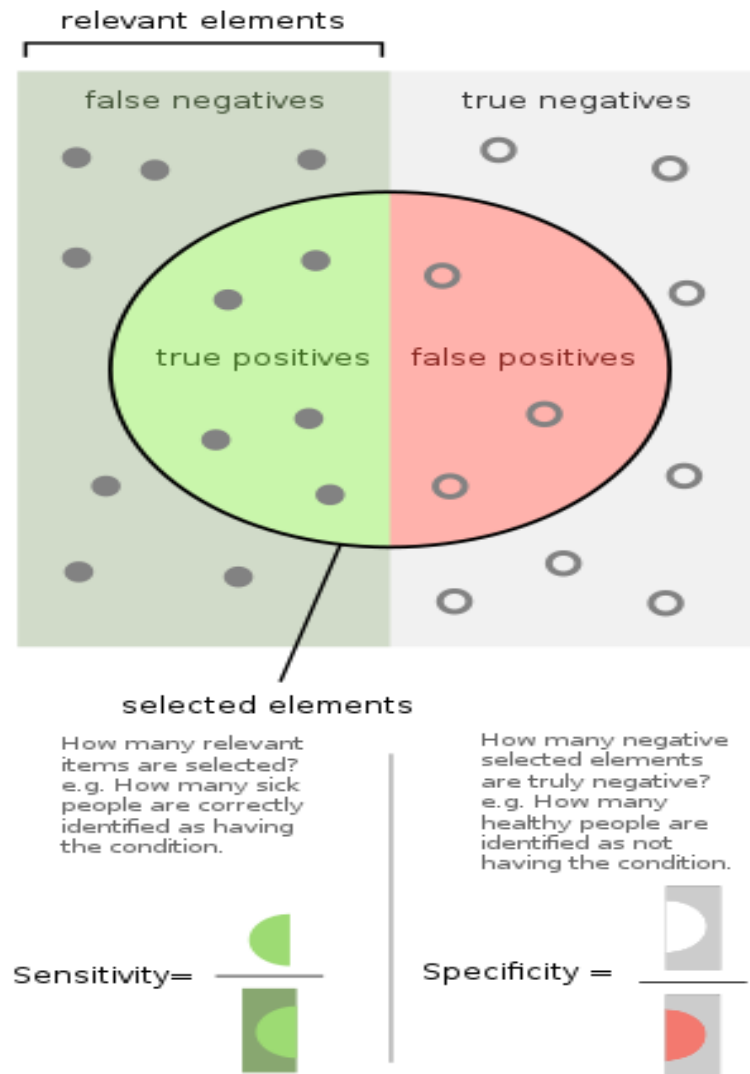 relevant elements
false negatives
true negatives
true positives
false positives
selected elements
How many relevant
items are selected?
e.g. How many sick
people are correctly
identified as having
the condition.
How many negative
selected elements
are truly negative?
e.g. How many
healthy people are
identified as not
having the condition.
Sensitivity=
Specificity =